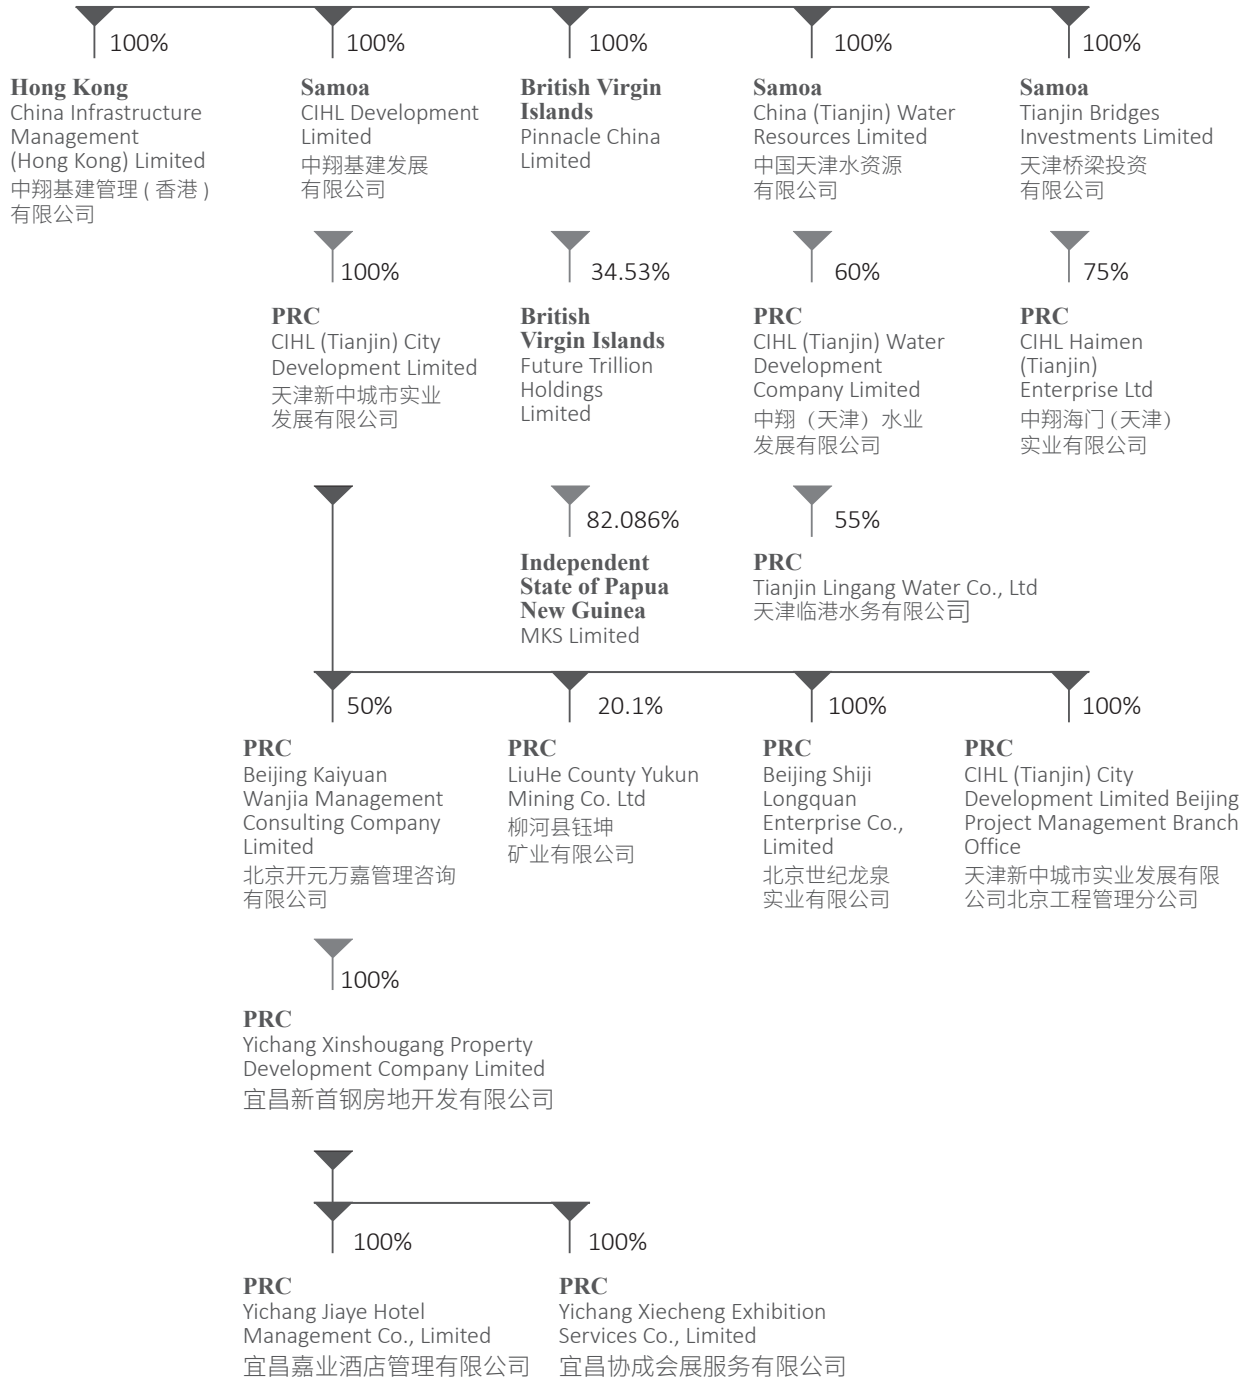 100%
100%
100%
100%
100%
Hong Kong
China Infrastructure
Management
(Hong Kong) Limited
中翔基建管理 ( 香港 )
有限公司
Samoa
CIHL Development
Limited
中翔基建发展
有限公司
British Virgin
Islands
Pinnacle China
Limited
Samoa
China (Tianjin) Water
Resources Limited
中国天津水资源
有限公司
Samoa
Tianjin Bridges
Investments Limited
天津桥梁投资
有限公司
100%
34.53%
60%
75%
PRC
CIHL (Tianjin) City
Development Limited
天津新中城市实业
发展有限公司
British
Virgin Islands
Future Trillion
Holdings
Limited
PRC
CIHL (Tianjin) Water
Development
Company Limited
中翔（天津）水业
发展有限公司
PRC
CIHL Haimen
(Tianjin)
Enterprise Ltd
中翔海门 (天津)
实业有限公司
82.086%
55%
Independent
State of Papua
New Guinea
MKS Limited
PRC
Tianjin Lingang Water Co., Ltd
天津临港水务有限公司
50%
20.1%
100%
100%
PRC
Beijing Kaiyuan
Wanjia Management
Consulting Company
Limited
北京开元万嘉管理咨询
有限公司
PRC
LiuHe County Yukun
Mining Co. Ltd
柳河县钰坤
矿业有限公司
PRC
Beijing Shiji
Longquan
Enterprise Co.,
Limited
北京世纪龙泉
实业有限公司
PRC
CIHL (Tianjin) City
Development Limited Beijing
Project Management Branch
Office
天津新中城市实业发展有限
公司北京工程管理分公司
100%
PRC
Yichang Xinshougang Property
Development Company Limited
宜昌新首钢房地开发有限公司
100%
100%
PRC
Yichang Jiaye Hotel
Management Co., Limited
宜昌嘉业酒店管理有限公司
PRC
Yichang Xiecheng Exhibition
Services Co., Limited
宜昌协成会展服务有限公司